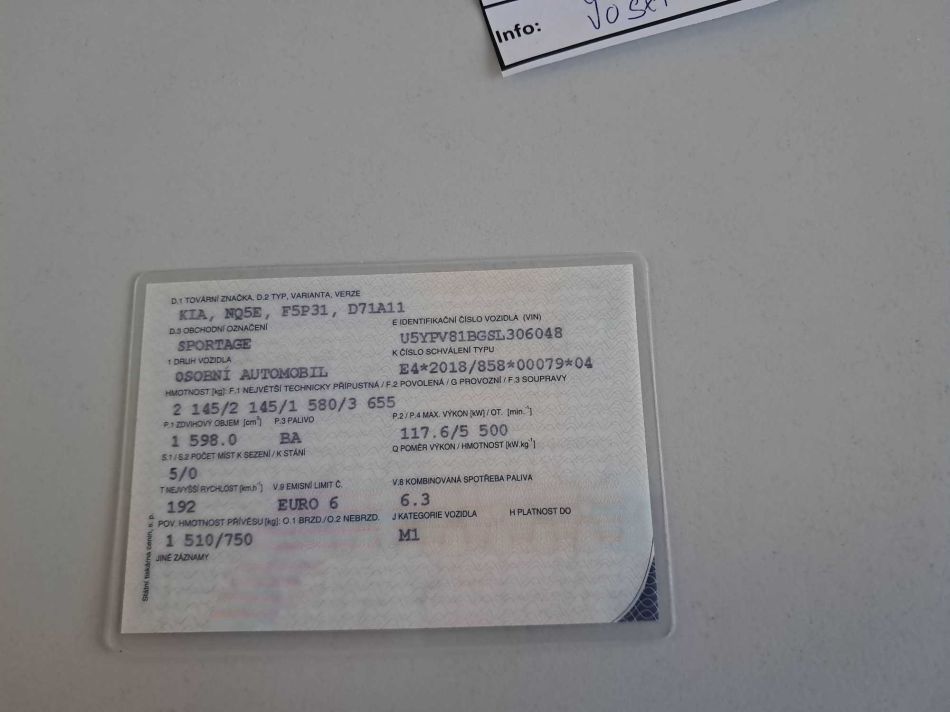 Info:
D.1 TOVÁRNÍ ZNAČKA, D.2 TYP, VARIANTA, VERZE
KIA, NQ5E, F5P31, D71A11
D.3 OBCHODNÍ OZNAČENÍ
SPORTAGE
E IDENTIFIKAČNÍ ČÍSLO VOZIDLA (VIN)
U5YPV81BGSL306048
1 DRUH VOZIDLA
OSOBNÍ AUTOMOBIL
K ČÍSLO SCHVÁLENÍ TYPU
E4*2018/858*00079*04
HMOTNOST [kg]: F.1 NEJVĚTŠÍ TECHNICKY PŘÍPUSTNÁ / F.2 POVOLENÁ / G PROVOZNÍ / F.3 SOUPRAVY
2 145/2 145/1 580/3 655
P.1 ZDVIHOVÝ OBJEM [cm³] P.3 PALIVO
1 598.0 BA
P.2 / P.4 MAX. VÝKON [kW] / OT. [min.⁻¹]
117.6/5 500
S.1 / S.2 POČET MÍST K SEZENÍ / K STÁNÍ
5/0
Q POMĚR VÝKON / HMOTNOST [kW.kg⁻¹]
T NEJVYŠŠÍ RYCHLOST [km.h⁻¹] V.9 EMISNÍ LIMIT Č.
192 EURO 6
V.8 KOMBINOVANÁ SPOTŘEBA PALIVA
6.3
POV. HMOTNOST PŘÍVĚSU [kg]: O.1 BRZD./O.2 NEBRZD.
1 510/750
J KATEGORIE VOZIDLA H PLATNOST DO
M1
JINÉ ZÁZNAMY
Státní tiskárna cenin, s. p.